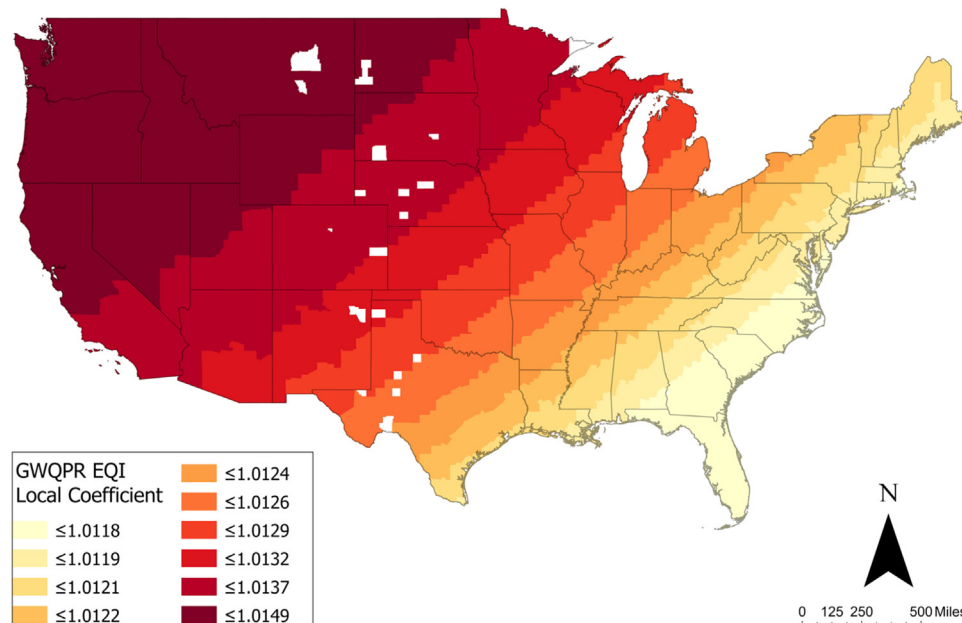 GWQPR EQI
Local Coefficient
≤1.0118
≤1.0119
≤1.0121
≤1.0122
≤1.0124
≤1.0126
≤1.0129
≤1.0132
≤1.0137
≤1.0149
N
0 125 250 500 Miles